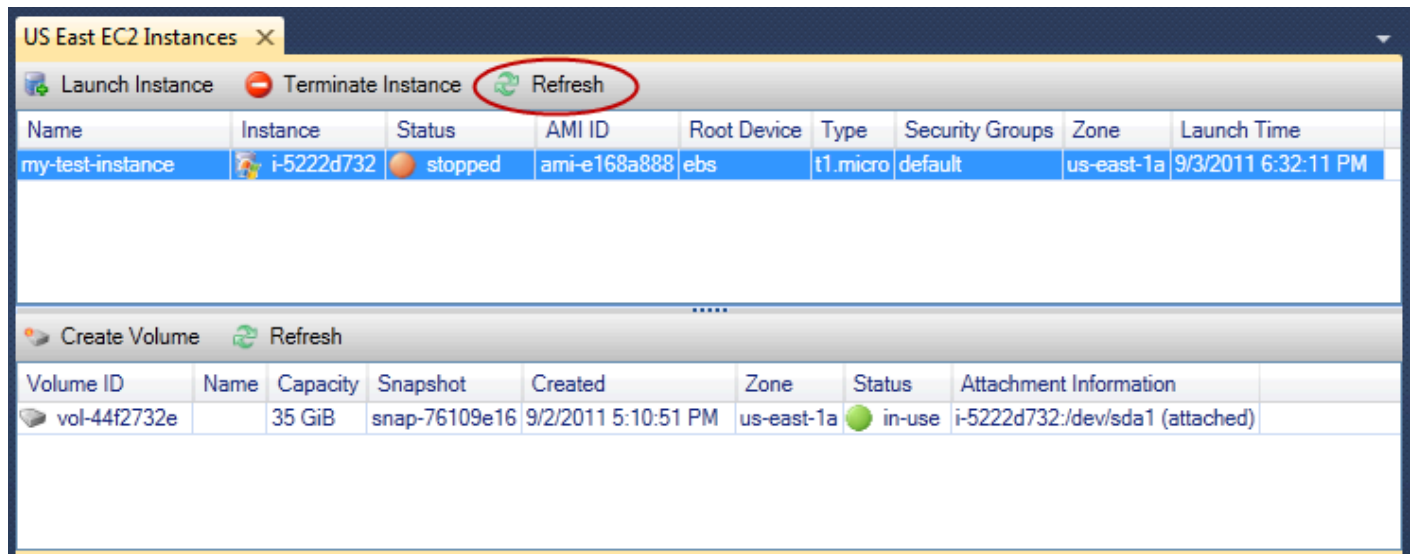 US East EC2 Instances
Launch Instance Terminate Instance Refresh
Name Instance Status AMI ID Root Device Type Security Groups Zone Launch Time
my-test-instance i-5222d732 stopped ami-e168a888 ebs t1.micro default us-east-1a 9/3/2011 6:32:11 PM
Create Volume Refresh
Volume ID Name Capacity Snapshot Created Zone Status Attachment Information
vol-44f2732e 35 GiB snap-76109e16 9/2/2011 5:10:51 PM us-east-1a in-use i-5222d732:/dev/sda1 (attached)